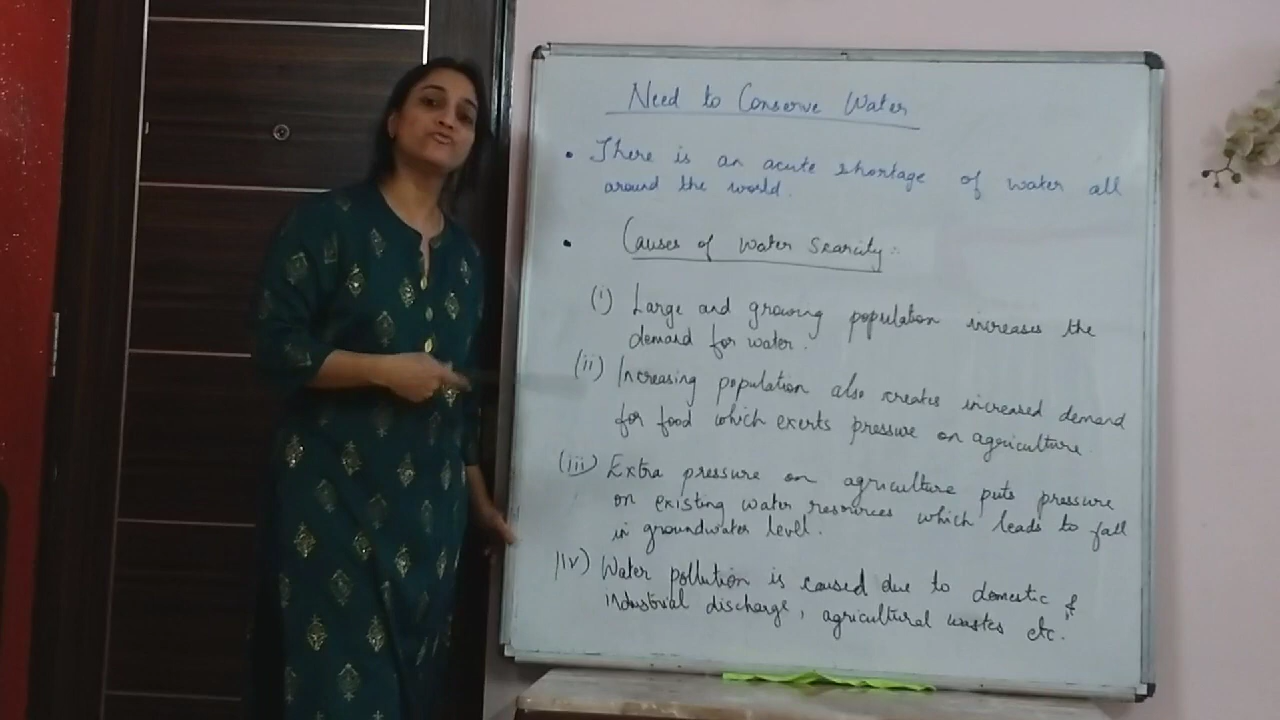 Need to Conserve Water
• There is an acute shortage of water all
around the world.
• Causes of Water Scarcity :
(i) Large and growing population increases the
demand for water.
(ii) Increasing population also creates increased demand
for food which exerts pressure on agriculture.
(iii) Extra pressure on agriculture puts pressure
on existing water resources which leads to fall
in groundwater level.
(iv) Water pollution is caused due to domestic &
industrial discharge, agricultural wastes etc.